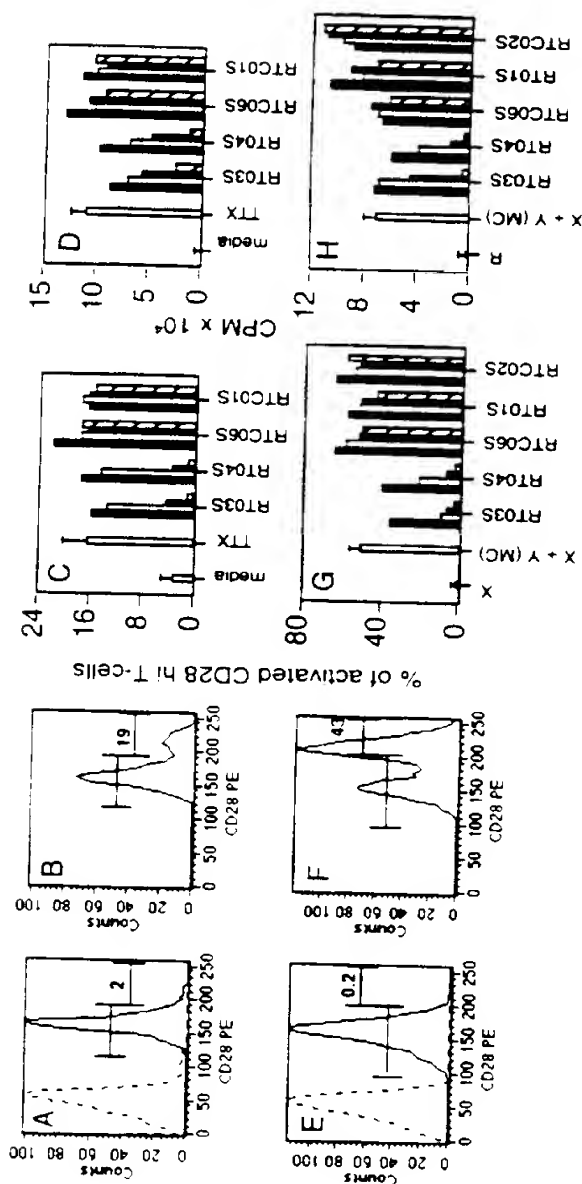 A
100
80
60
40
20
0
Counts
2
0 50 100 150 200 250
CD28 PE
B
100
80
60
40
20
0
Counts
19
0 50 100 150 200 250
CD28 PE
C
24
16
8
0
media
TTX
RT03S
RT04S
RTC06S
RTC01S
% of activated CD28 hi T-cells
D
15
10
5
0
CPM x 10⁴
media
TTX
RT03S
RT04S
RTC06S
RTC01S
E
100
80
60
40
20
0
Counts
0.2
0 50 100 150 200 250
CD28 PE
F
100
80
60
40
20
0
Counts
43
0 50 100 150 200 250
CD28 PE
G
80
40
0
X
X + Y (MC)
RT03S
RT04S
RTC06S
RT01S
RTC02S
H
12
8
4
0
R
X + Y (MC)
RT03S
RT04S
RTC06S
RT01S
RTC02S